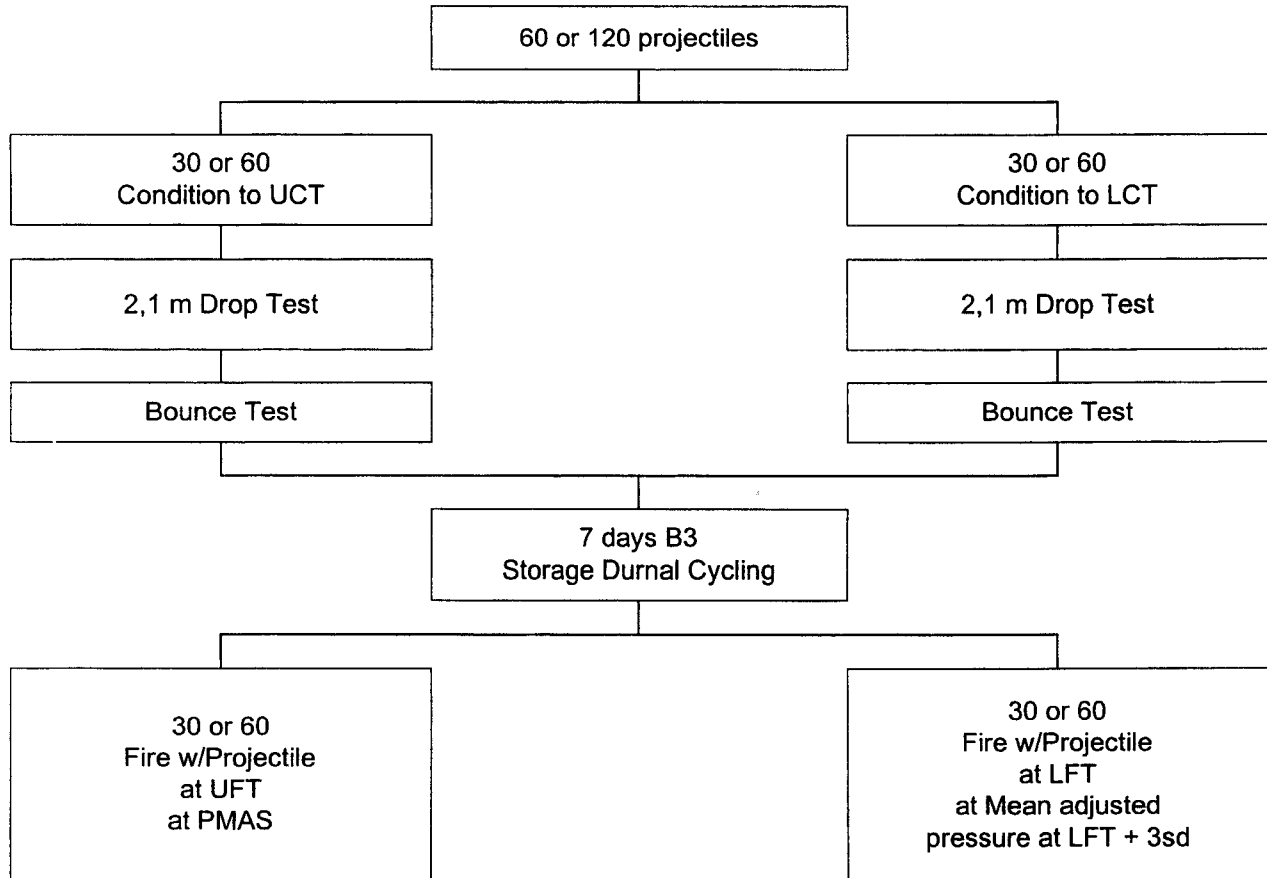 60 or 120 projectiles
30 or 60
Condition to UCT
30 or 60
Condition to LCT
2,1 m Drop Test
2,1 m Drop Test
Bounce Test
Bounce Test
7 days B3
Storage Durnal Cycling
30 or 60
Fire w/Projectile
at UFT
at PMAS
30 or 60
Fire w/Projectile
at LFT
at Mean adjusted
pressure at LFT + 3sd